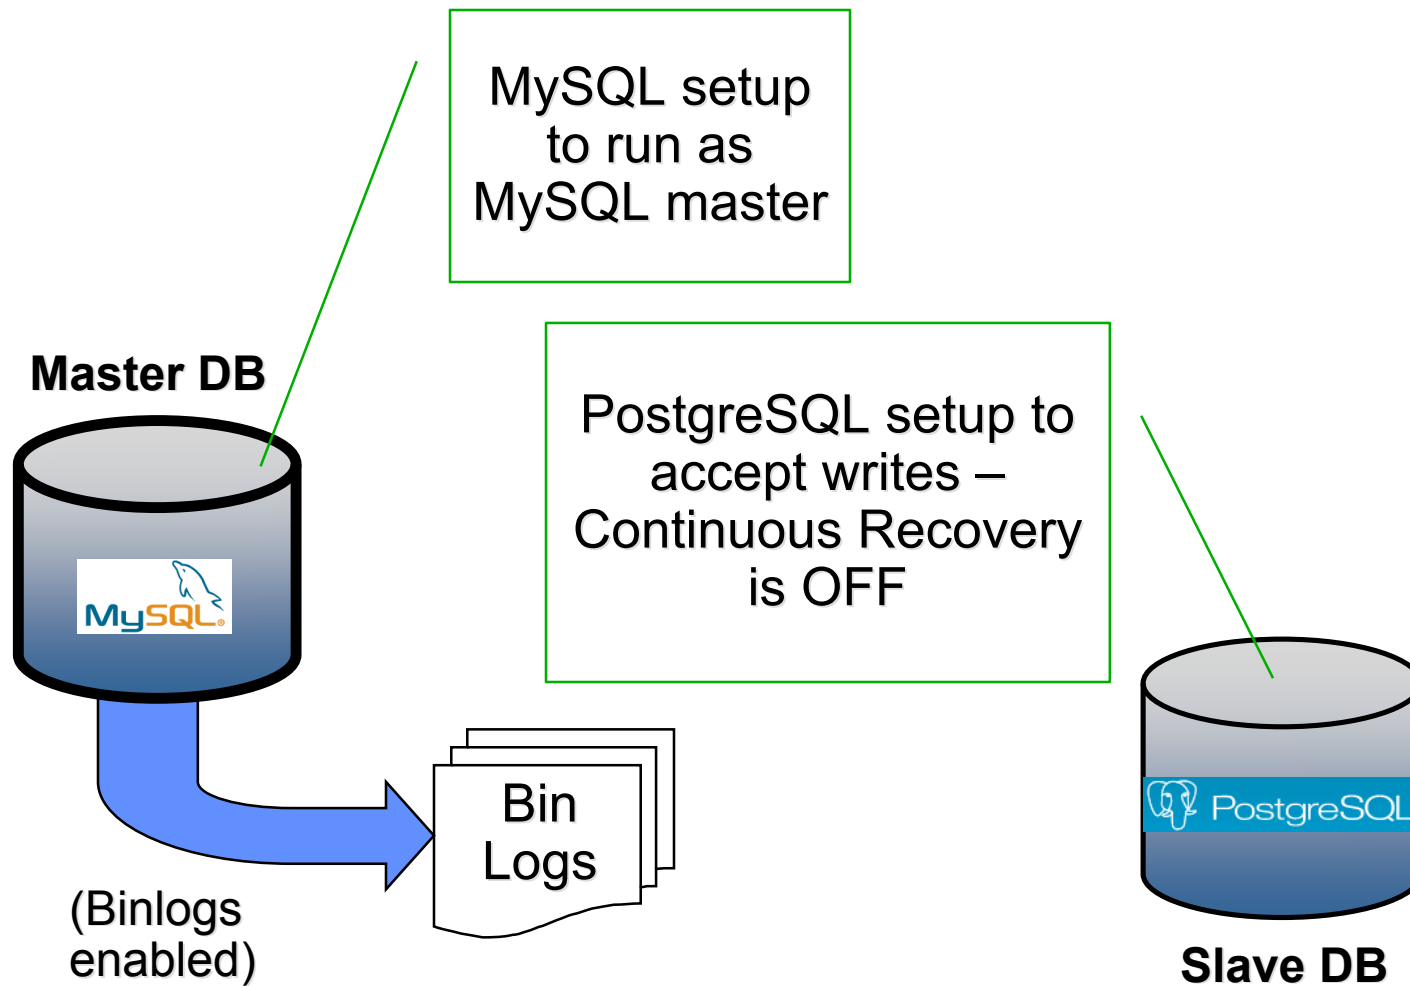 MySQL setup
to run as
MySQL master
Master DB
PostgreSQL setup to
accept writes –
Continuous Recovery
is OFF
MySQL®
Bin
Logs
PostgreSQL
(Binlogs
enabled)
Slave DB